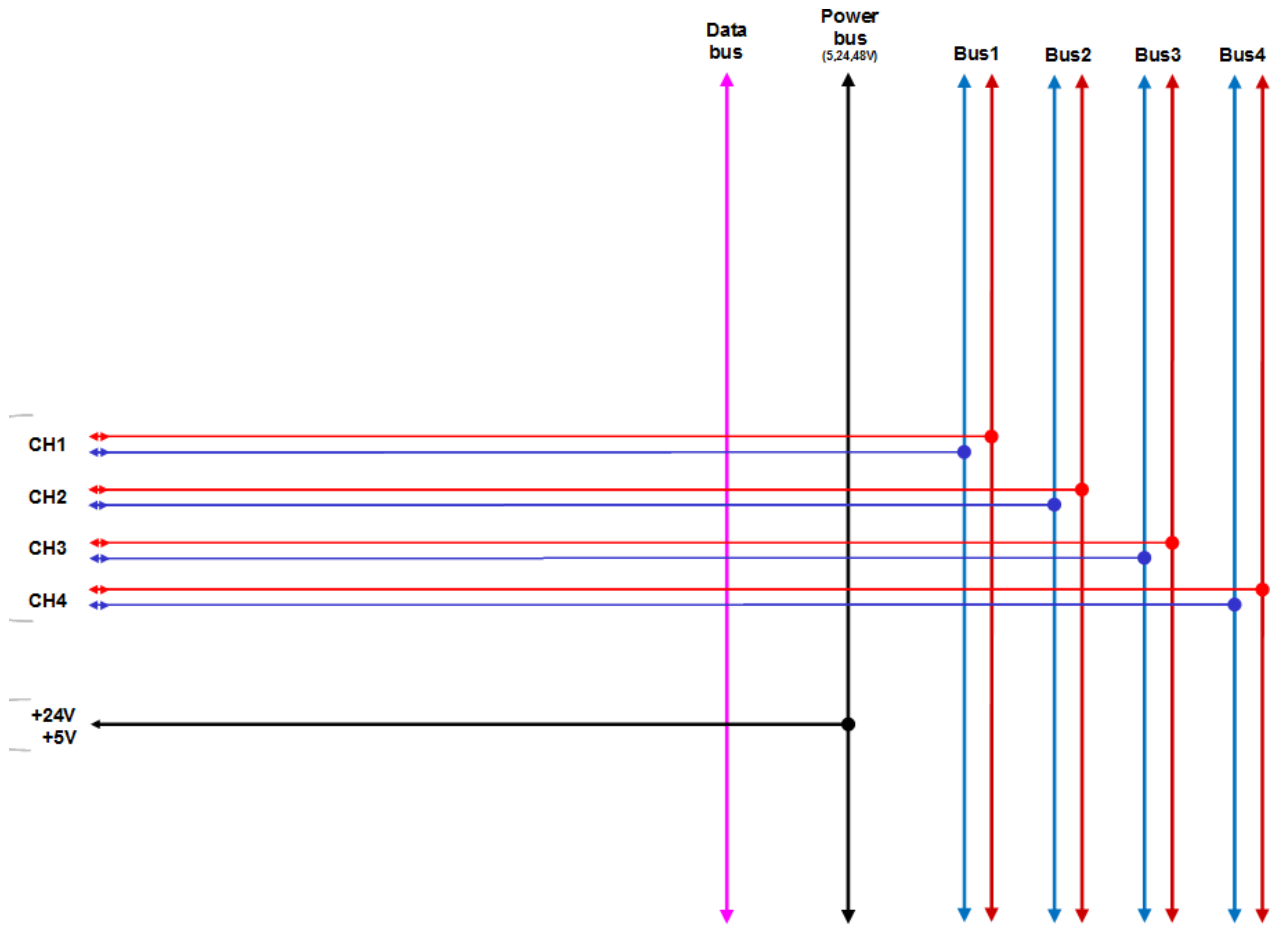 Data
bus
Power
bus
(5,24,48V)
Bus1
Bus2
Bus3
Bus4
CH1
CH2
CH3
CH4
+24V
+5V